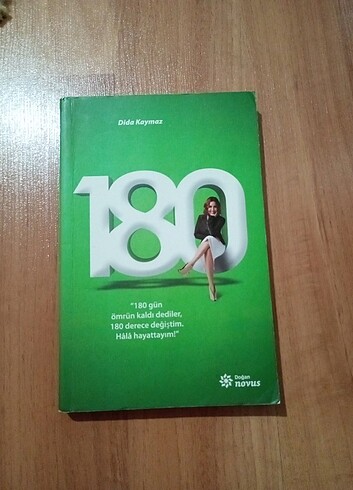 Dida Kaymaz
180
"180 gün
ömrün kaldı dediler,
180 derece değiştim.
Hâlâ hayattayım!"
Doğan
novus